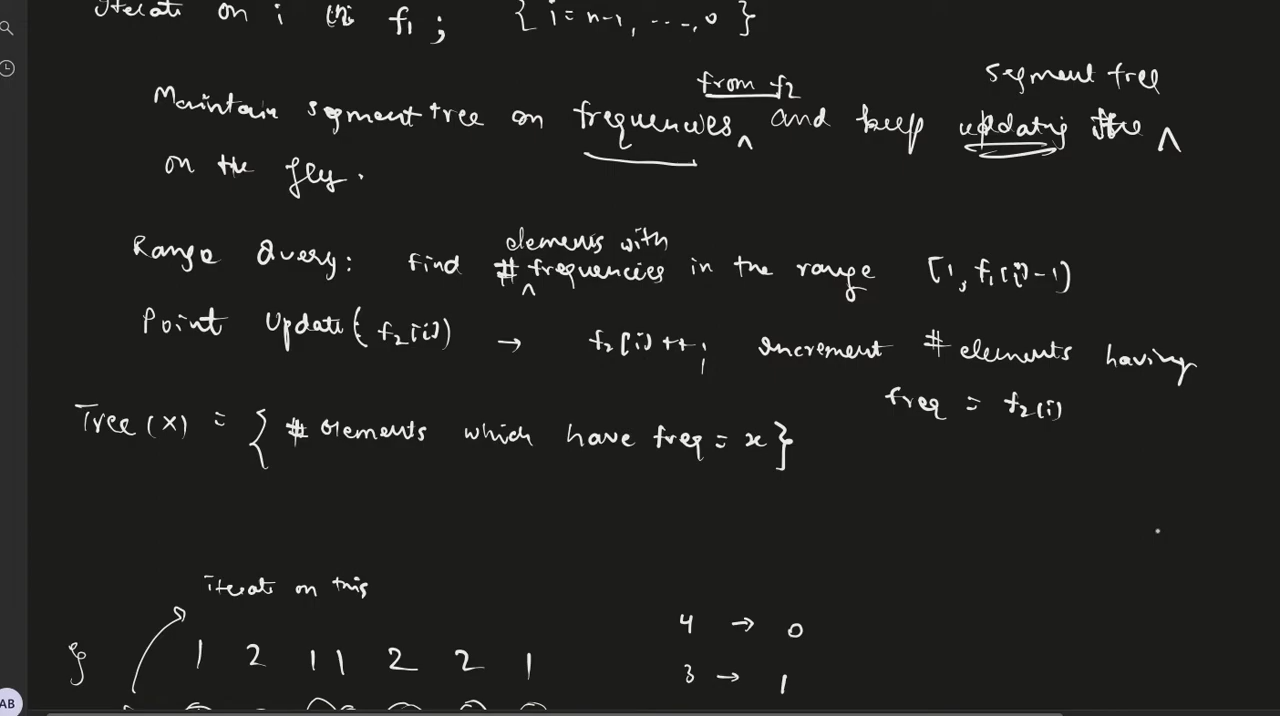 Iterate on i in f1 ; { i = n-1, ...., 0 }
from f2 segment tree
Maintain segment tree on frequencies ^ and keep updating the ^
on the fly.
elements with
Range Query: find # ^ frequencies in the range [1, f1[i]-1)
Point Update( f2[i]) → f2[i]++; increment # elements having
freq = f2[i]
Tree(x) = { # elements which have freq = x }
iterate on this
4 → 0
1 2 1 1 2 2 1
3 → 1
AB